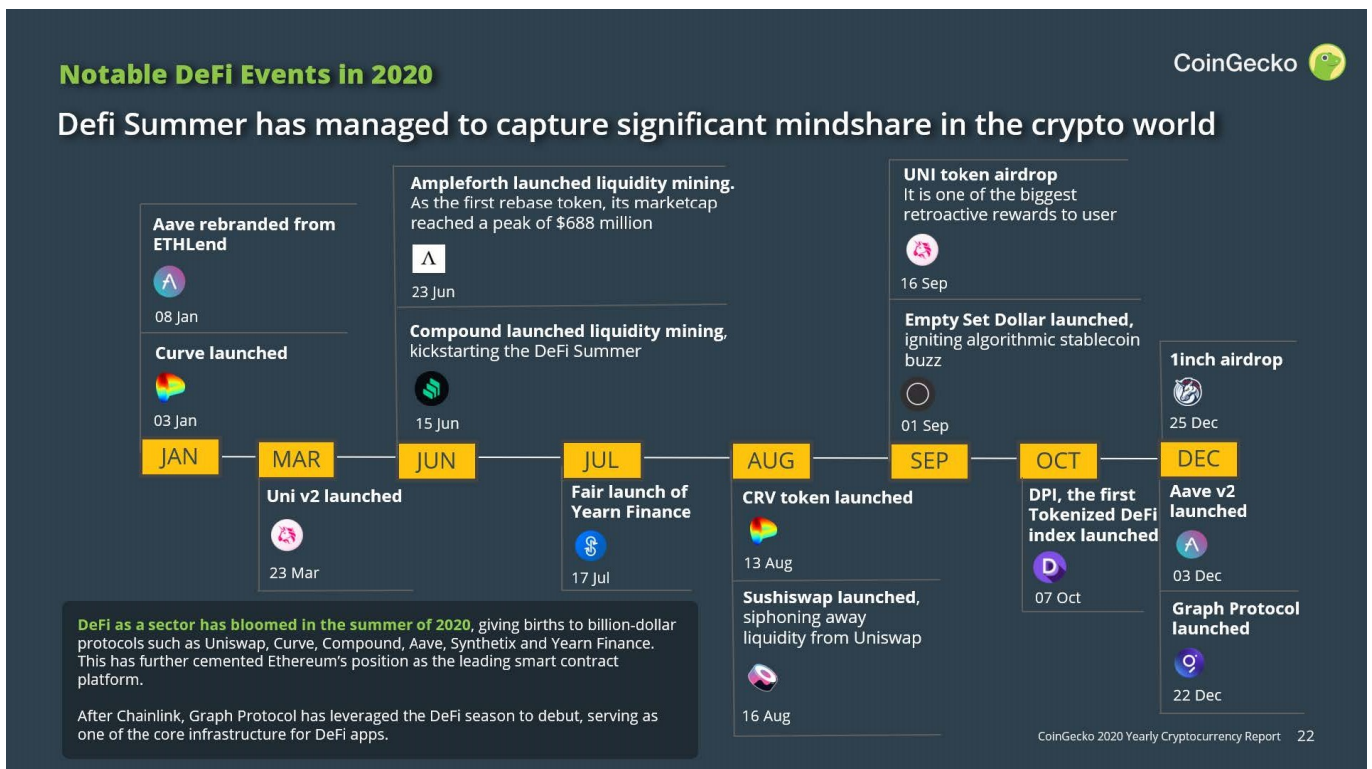 Notable DeFi Events in 2020
CoinGecko
Defi Summer has managed to capture significant mindshare in the crypto world
Aave rebranded from
ETHLend
08 Jan
Curve launched
03 Jan
Ampleforth launched liquidity mining.
As the first rebase token, its marketcap
reached a peak of $688 million
Λ
23 Jun
Compound launched liquidity mining,
kickstarting the DeFi Summer
15 Jun
UNI token airdrop
It is one of the biggest
retroactive rewards to user
16 Sep
Empty Set Dollar launched,
igniting algorithmic stablecoin
buzz
01 Sep
1inch airdrop
25 Dec
JAN
MAR
JUN
JUL
AUG
SEP
OCT
DEC
Uni v2 launched
23 Mar
Fair launch of
Yearn Finance
17 Jul
CRV token launched
13 Aug
Sushiswap launched,
siphoning away
liquidity from Uniswap
16 Aug
DPI, the first
Tokenized DeFi
index launched
D
07 Oct
Aave v2
launched
03 Dec
Graph Protocol
launched
22 Dec
DeFi as a sector has bloomed in the summer of 2020, giving births to billion-dollar
protocols such as Uniswap, Curve, Compound, Aave, Synthetix and Yearn Finance.
This has further cemented Ethereum's position as the leading smart contract
platform.
After Chainlink, Graph Protocol has leveraged the DeFi season to debut, serving as
one of the core infrastructure for DeFi apps.
CoinGecko 2020 Yearly Cryptocurrency Report 22